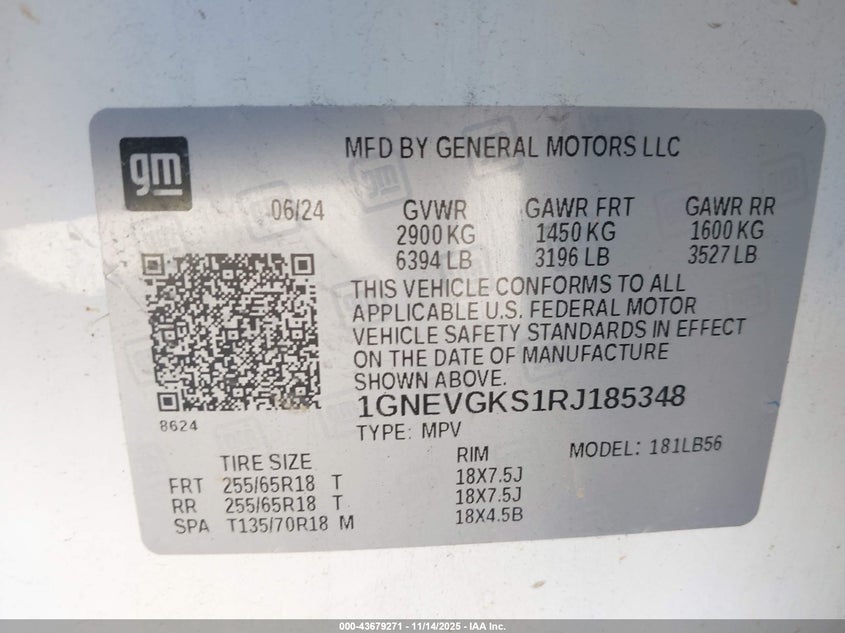 gm
MFD BY GENERAL MOTORS LLC
06/24 GVWR GAWR FRT GAWR RR
2900 KG 1450 KG 1600 KG
6394 LB 3196 LB 3527 LB
THIS VEHICLE CONFORMS TO ALL
APPLICABLE U.S. FEDERAL MOTOR
VEHICLE SAFETY STANDARDS IN EFFECT
ON THE DATE OF MANUFACTURE
SHOWN ABOVE.
1GNEVGKS1RJ185348
8624
TYPE: MPV
MODEL: 181LB56
TIRE SIZE RIM
FRT 255/65R18 T 18X7.5J
RR 255/65R18 T 18X7.5J
SPA T135/70R18 M 18X4.5B
000-43679271 - 11/14/2025 - IAA Inc.